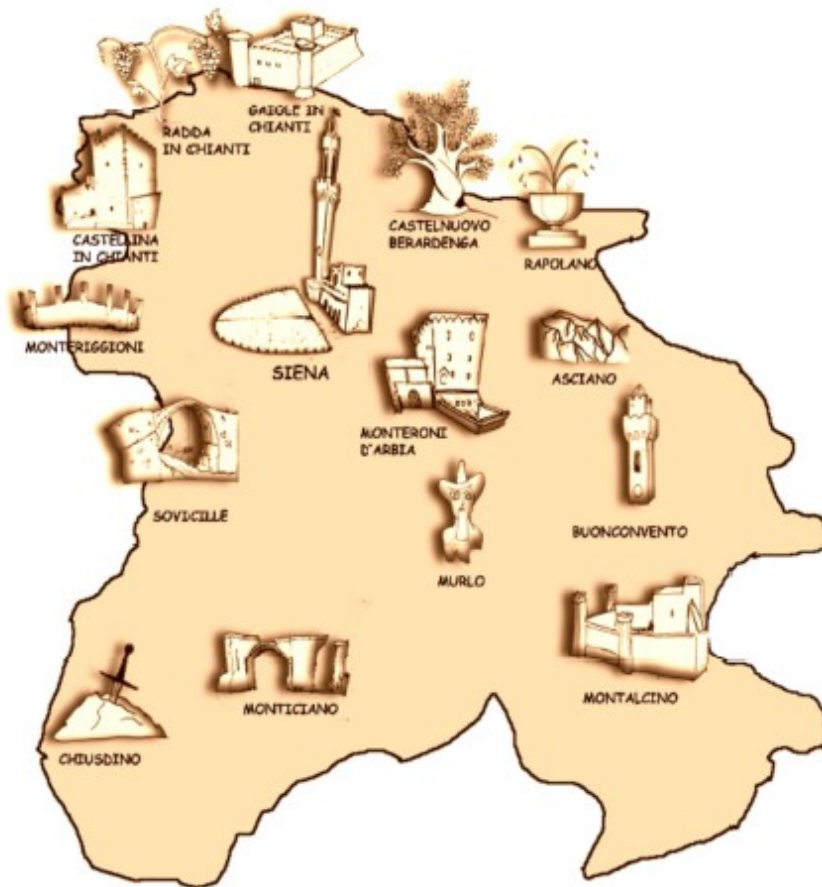 RADDA
IN CHIANTI
GAIOLE IN
CHIANTI
CASTELLINA
IN CHIANTI
CASTELNUOVO
BERARDENGA
RAPOLANO
MONTERIGGIONI
SIENA
ASCIANO
MONTERONI
D'ARBIA
SOVICILLE
BUONCONVENTO
MURLO
MONTICIANO
MONTALCINO
CHIUSDINO